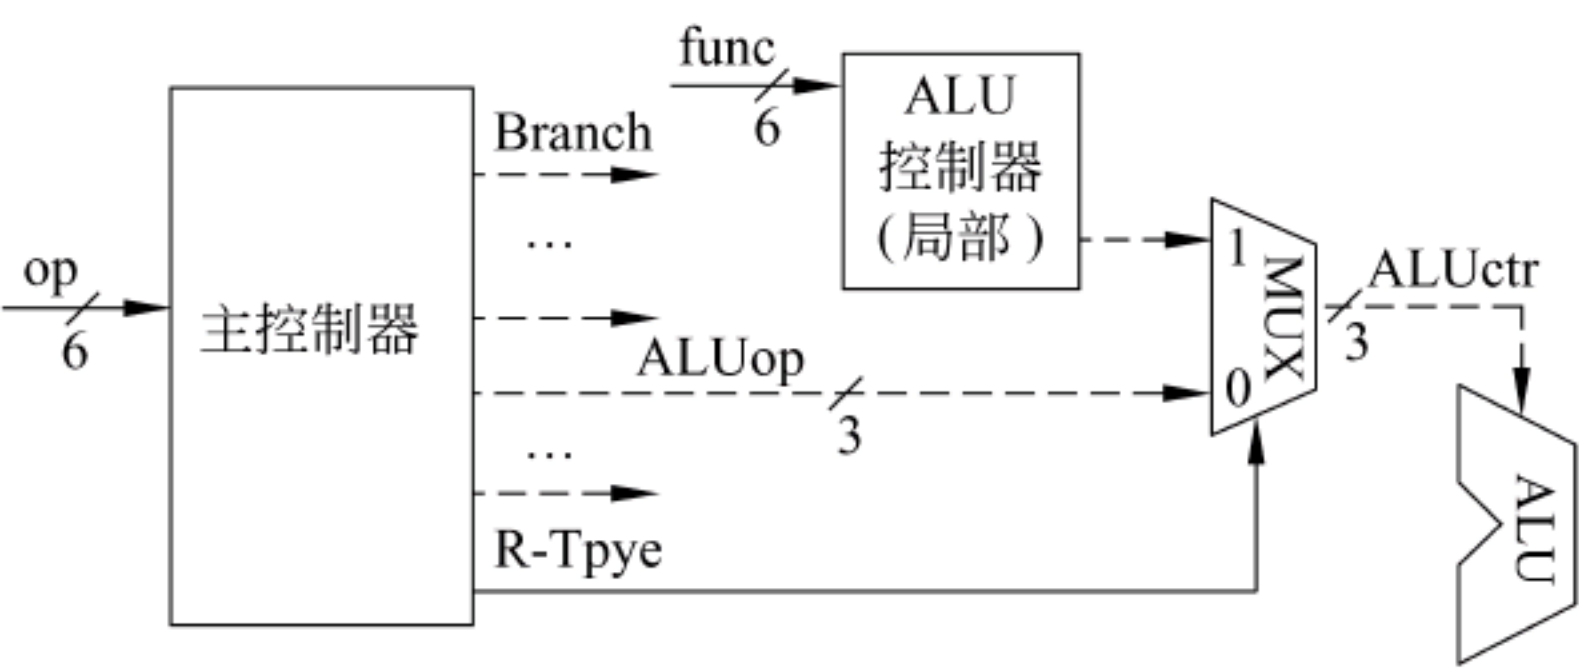 func
6
ALU
控制器
(局部)
Branch
…
op
6
主控制器
1
MUX
0
ALUctr
3
ALUop
3
…
R-Tpye
ALU